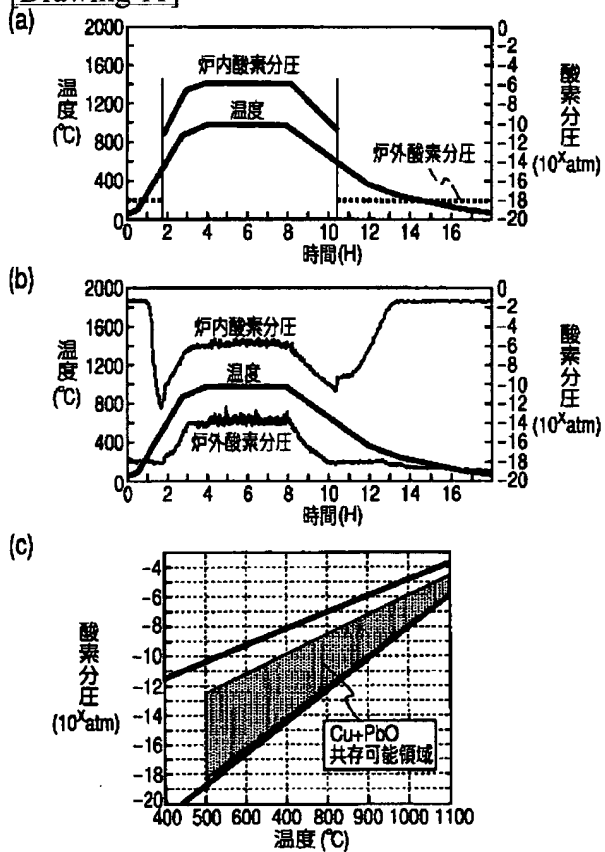 [Drawing
(a)
2000
1600
1200
800
400
0
温度
(℃)
炉内酸素分圧
温度
炉外酸素分圧
0
-2
-4
-6
-8
-10
-12
-14
-16
-18
-20
酸素分圧
(10ˣatm)
0 2 4 6 8 10 12 14 16
時間(H)
(b)
2000
1600
1200
800
400
0
温度
(℃)
炉内酸素分圧
温度
炉外酸素分圧
0
-2
-4
-6
-8
-10
-12
-14
-16
-18
-20
酸素分圧
(10ˣatm)
0 2 4 6 8 10 12 14 16
時間(H)
(c)
-4
-6
-8
-10
-12
-14
-16
-18
-20
酸素分圧
(10ˣatm)
Cu+PbO
共存可能領域
400 500 600 700 800 900 1000 1100
温度(℃)